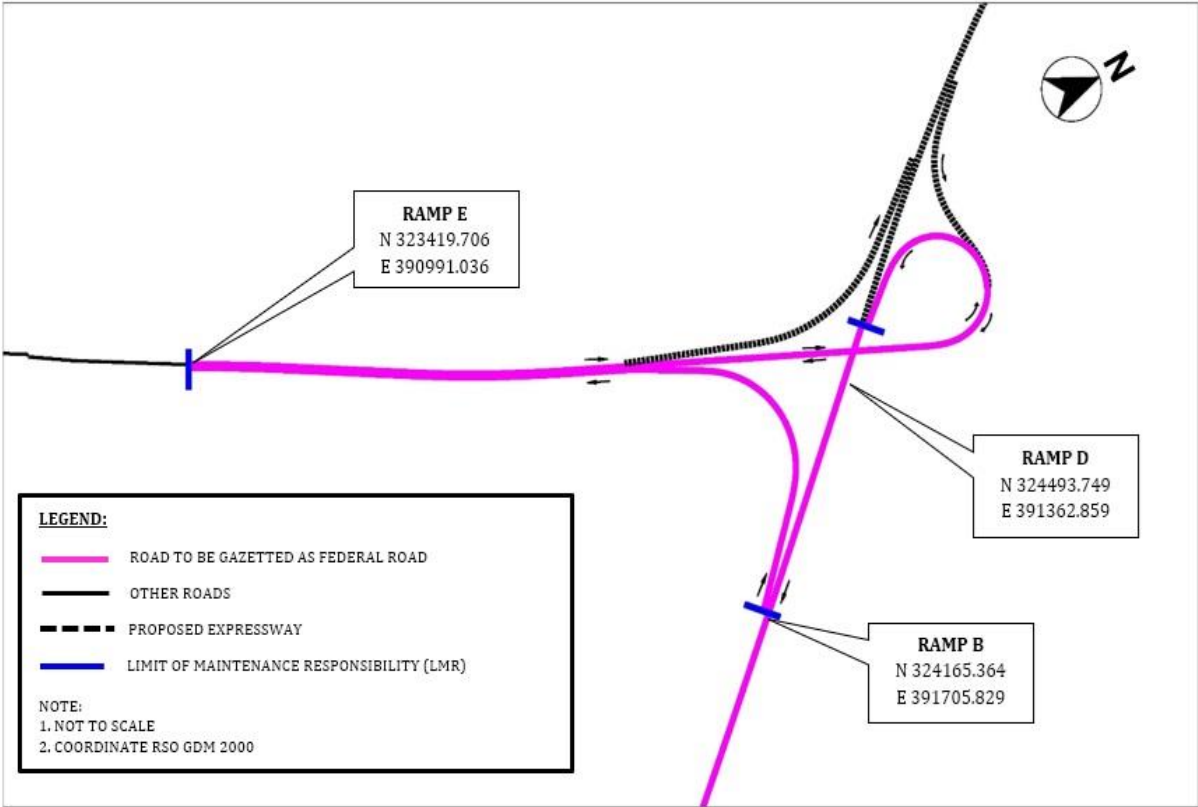 N
RAMP E
N 323419.706
E 390991.036
RAMP D
N 324493.749
E 391362.859
RAMP B
N 324165.364
E 391705.829
LEGEND:
ROAD TO BE GAZETTED AS FEDERAL ROAD
OTHER ROADS
PROPOSED EXPRESSWAY
LIMIT OF MAINTENANCE RESPONSIBILITY (LMR)
NOTE:
1. NOT TO SCALE
2. COORDINATE RSO GDM 2000